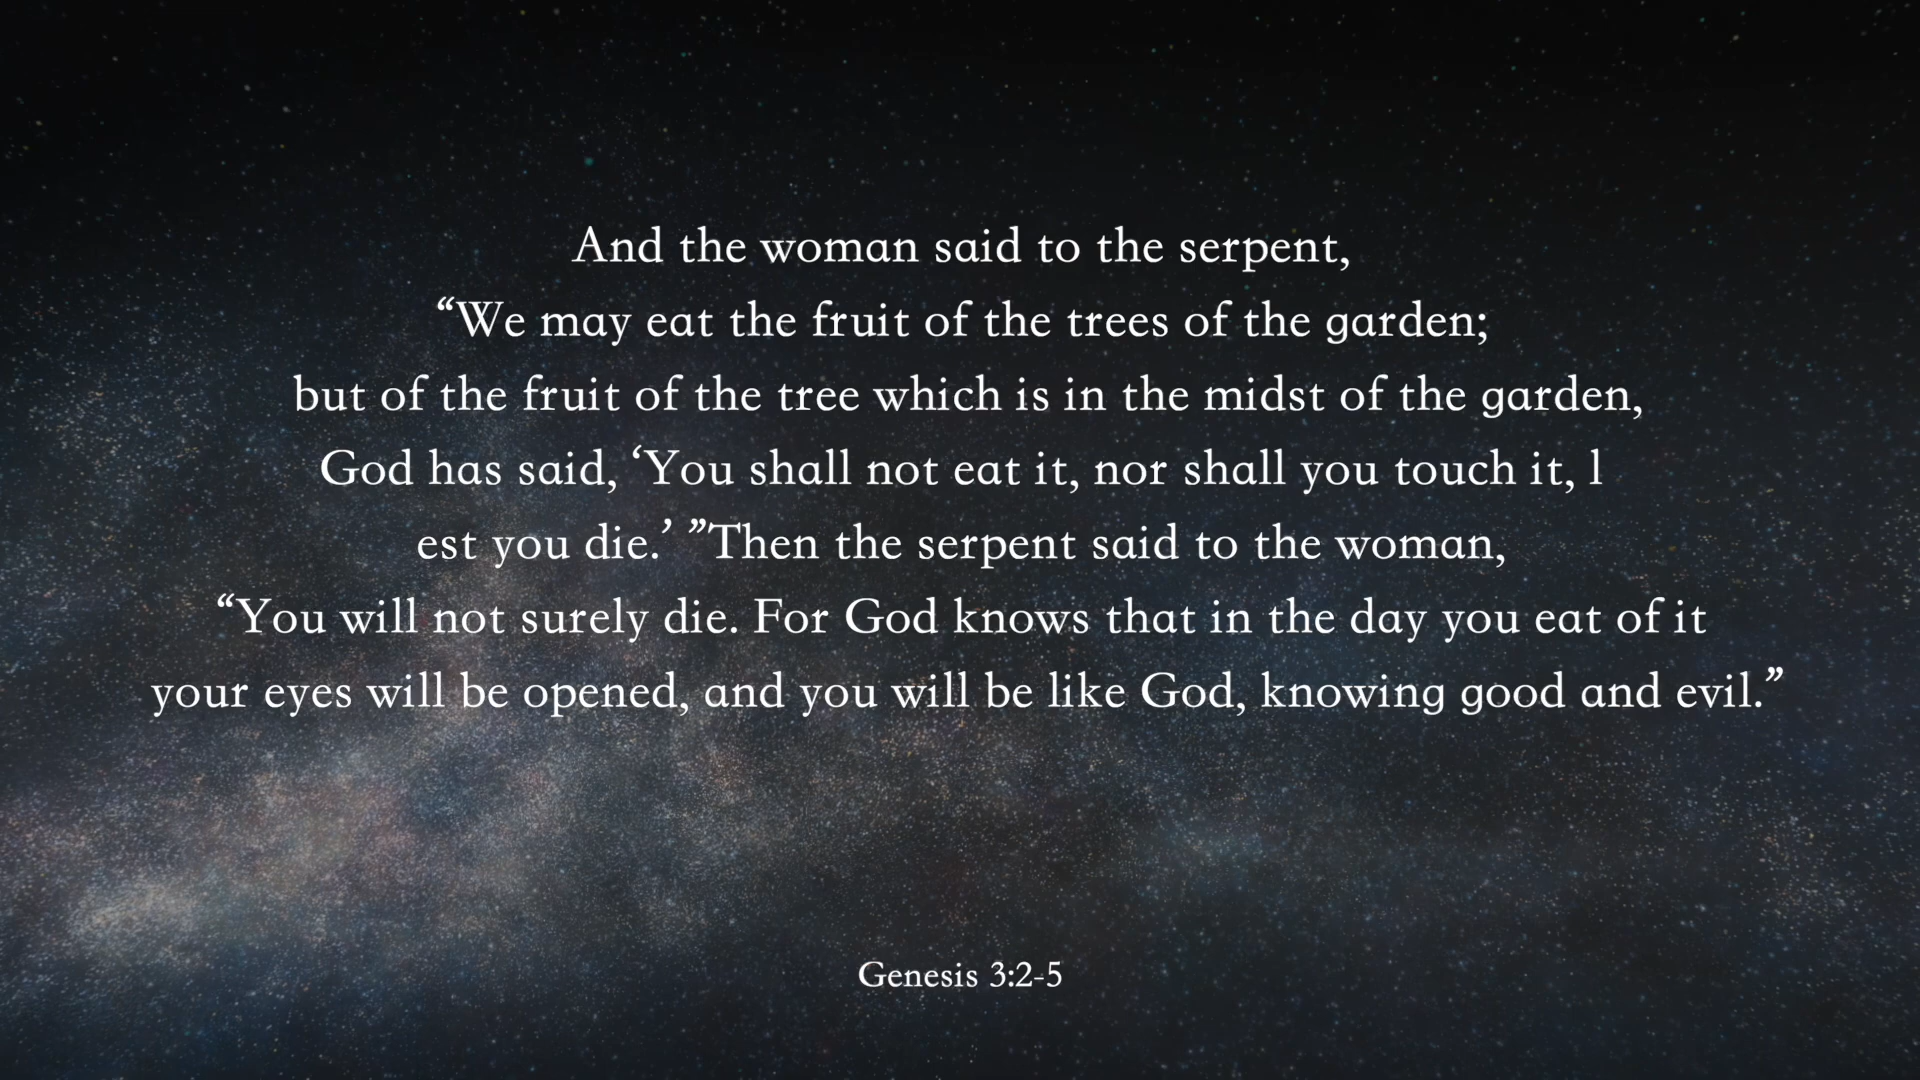 And the woman said to the serpent,
“We may eat the fruit of the trees of the garden;
but of the fruit of the tree which is in the midst of the garden,
God has said, ‘You shall not eat it, nor shall you touch it, l
est you die.’ ”Then the serpent said to the woman,
“You will not surely die. For God knows that in the day you eat of it
your eyes will be opened, and you will be like God, knowing good and evil.”
Genesis 3:2-5